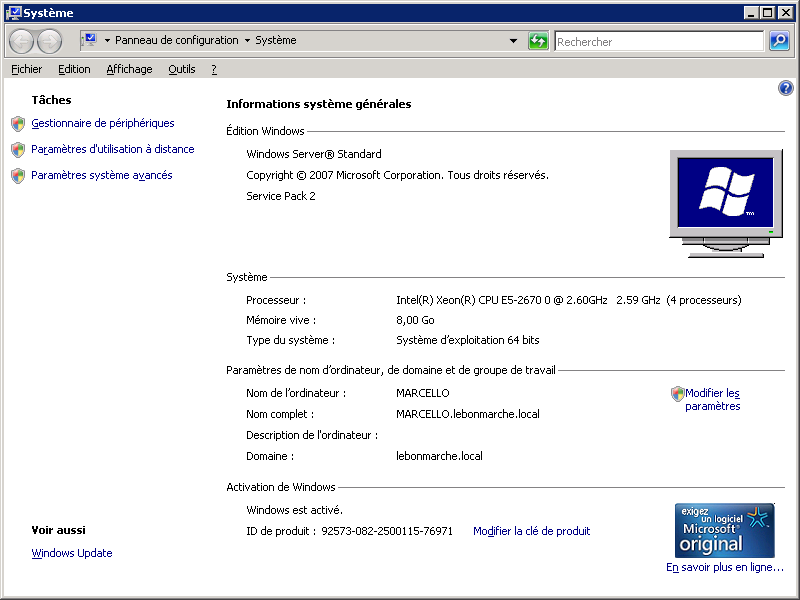 Système
Panneau de configuration
Système
Rechercher
Fichier
Edition
Affichage
Outils
?
Tâches
Gestionnaire de périphériques
Paramètres d'utilisation à distance
Paramètres système avancés
Informations système générales
Édition Windows
Windows Server® Standard
Copyright © 2007 Microsoft Corporation. Tous droits réservés.
Service Pack 2
TM
Système
Processeur : Intel(R) Xeon(R) CPU E5-2670 0 @ 2.60GHz 2.59 GHz (4 processeurs)
Mémoire vive : 8,00 Go
Type du système : Système d'exploitation 64 bits
Paramètres de nom d'ordinateur, de domaine et de groupe de travail
Nom de l'ordinateur : MARCELLO
Modifier les
paramètres
Nom complet : MARCELLO.lebonmarche.local
Description de l'ordinateur :
Domaine : lebonmarche.local
Activation de Windows
Windows est activé.
ID de produit : 92573-082-2500115-76971 Modifier la clé de produit
exigez
un logiciel
Microsoft®
original
En savoir plus en ligne...
Voir aussi
Windows Update